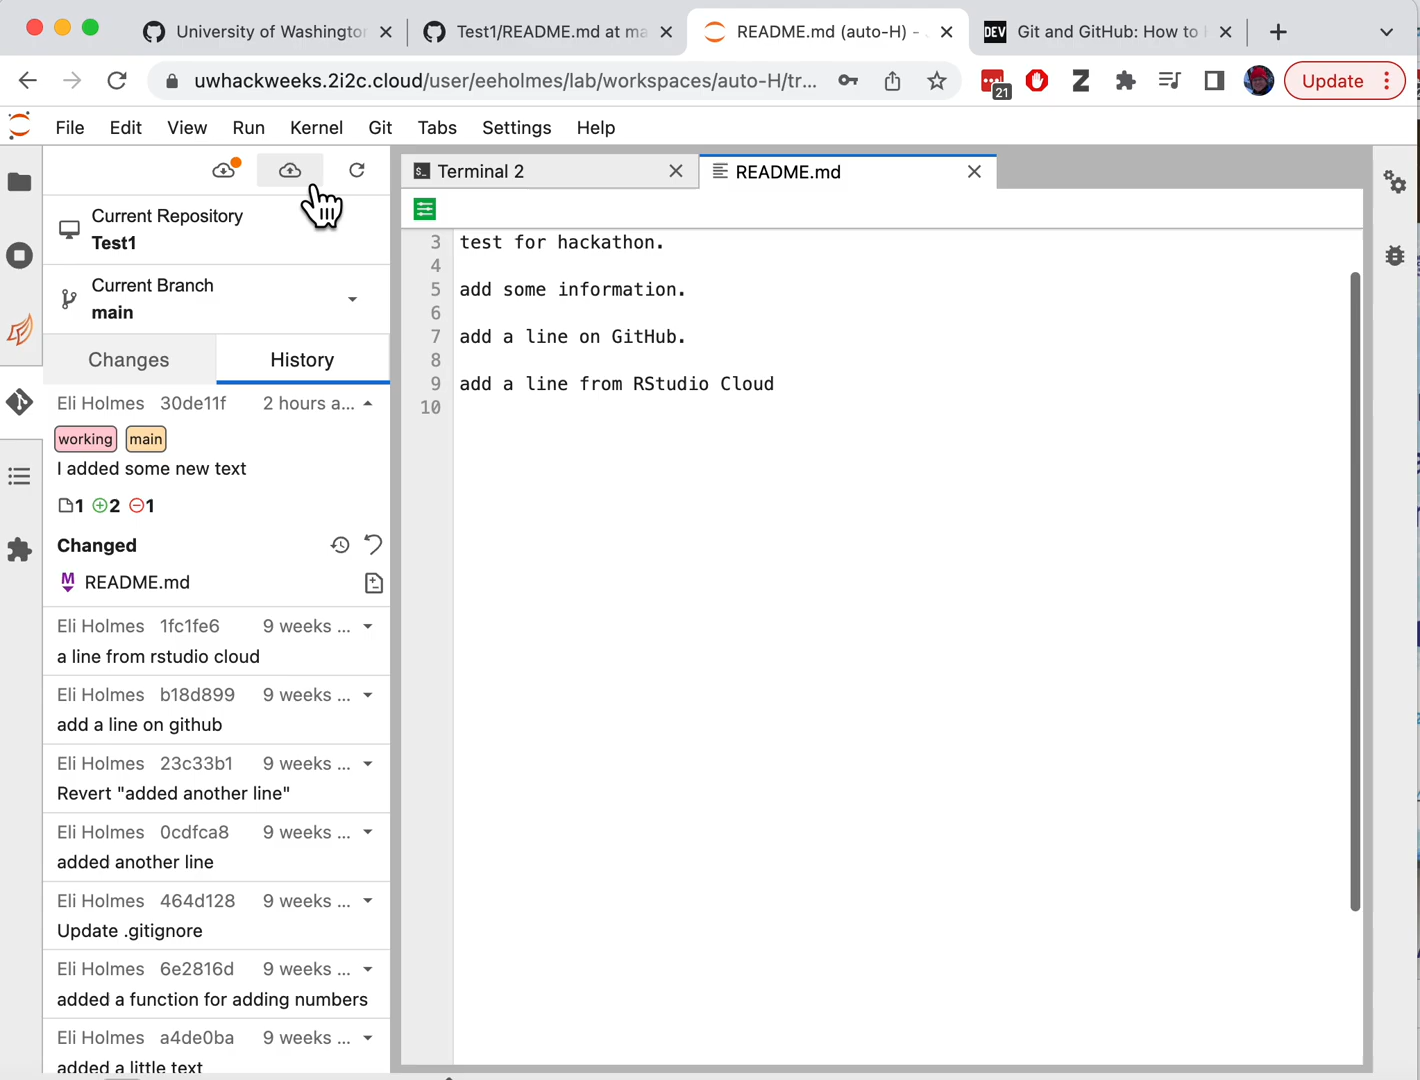 University of Washingto
Test1/README.md at ma
README.md (auto-H) -
DEV
Git and GitHub: How to
uwhackweeks.2i2c.cloud/user/eeholmes/lab/workspaces/auto-H/tr...
21
Z
Update
File
Edit
View
Run
Kernel
Git
Tabs
Settings
Help
Current Repository
Test1
Current Branch
main
Changes
History
Eli Holmes 30de11f 2 hours a...
working main
I added some new text
1 2 1
Changed
M README.md
Eli Holmes 1fc1fe6 9 weeks ...
a line from rstudio cloud
Eli Holmes b18d899 9 weeks ...
add a line on github
Eli Holmes 23c33b1 9 weeks ...
Revert "added another line"
Eli Holmes 0cdfca8 9 weeks ...
added another line
Eli Holmes 464d128 9 weeks ...
Update .gitignore
Eli Holmes 6e2816d 9 weeks ...
added a function for adding numbers
Eli Holmes a4de0ba 9 weeks ...
added a little text
$_ Terminal 2
README.md
3 test for hackathon.
4
5 add some information.
6
7 add a line on GitHub.
8
9 add a line from RStudio Cloud
10